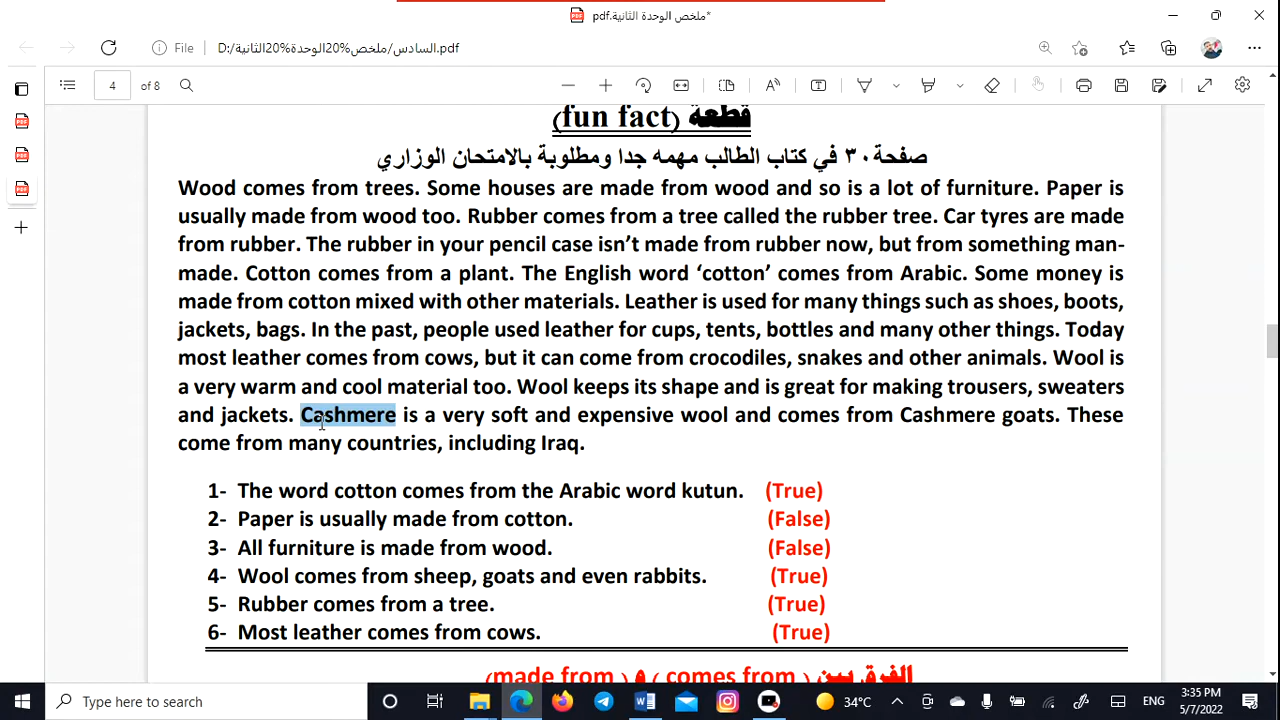 ملخص الوحدة الثانية.pdf*
File D:/السادس/ملخص%20الوحدة%20الثانية.pdf
4 of 8
قطعة (fun fact)
صفحة٣٠ في كتاب الطالب مهمه جدا ومطلوبة بالامتحان الوزاري
Wood comes from trees. Some houses are made from wood and so is a lot of furniture. Paper is
usually made from wood too. Rubber comes from a tree called the rubber tree. Car tyres are made
from rubber. The rubber in your pencil case isn’t made from rubber now, but from something man-
made. Cotton comes from a plant. The English word ‘cotton’ comes from Arabic. Some money is
made from cotton mixed with other materials. Leather is used for many things such as shoes, boots,
jackets, bags. In the past, people used leather for cups, tents, bottles and many other things. Today
most leather comes from cows, but it can come from crocodiles, snakes and other animals. Wool is
a very warm and cool material too. Wool keeps its shape and is great for making trousers, sweaters
and jackets. Cashmere is a very soft and expensive wool and comes from Cashmere goats. These
come from many countries, including Iraq.
1- The word cotton comes from the Arabic word kutun. (True)
2- Paper is usually made from cotton. (False)
3- All furniture is made from wood. (False)
4- Wool comes from sheep, goats and even rabbits. (True)
5- Rubber comes from a tree. (True)
6- Most leather comes from cows. (True)
الفرق بين ( comes from ) و ( made from)
Type here to search
34°C
ENG
3:35 PM
5/7/2022